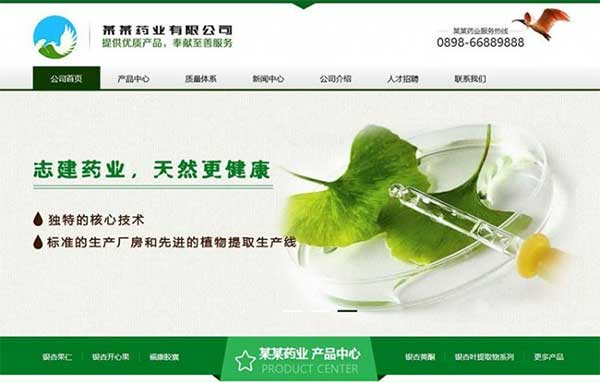 某某药业有限公司
提供优质产品，奉献至善服务
某某药业服务热线
0898-66889888
公司首页 产品中心 质量体系 新闻中心 公司介绍 人才招聘 联系我们
志建药业，天然更健康
独特的核心技术
标准的生产厂房和先进的植物提取生产线
银杏果仁 银杏开心果 福康胶囊
某某药业 产品中心
PRODUCT CENTER
银杏黄酮 银杏叶提取物系列 更多产品